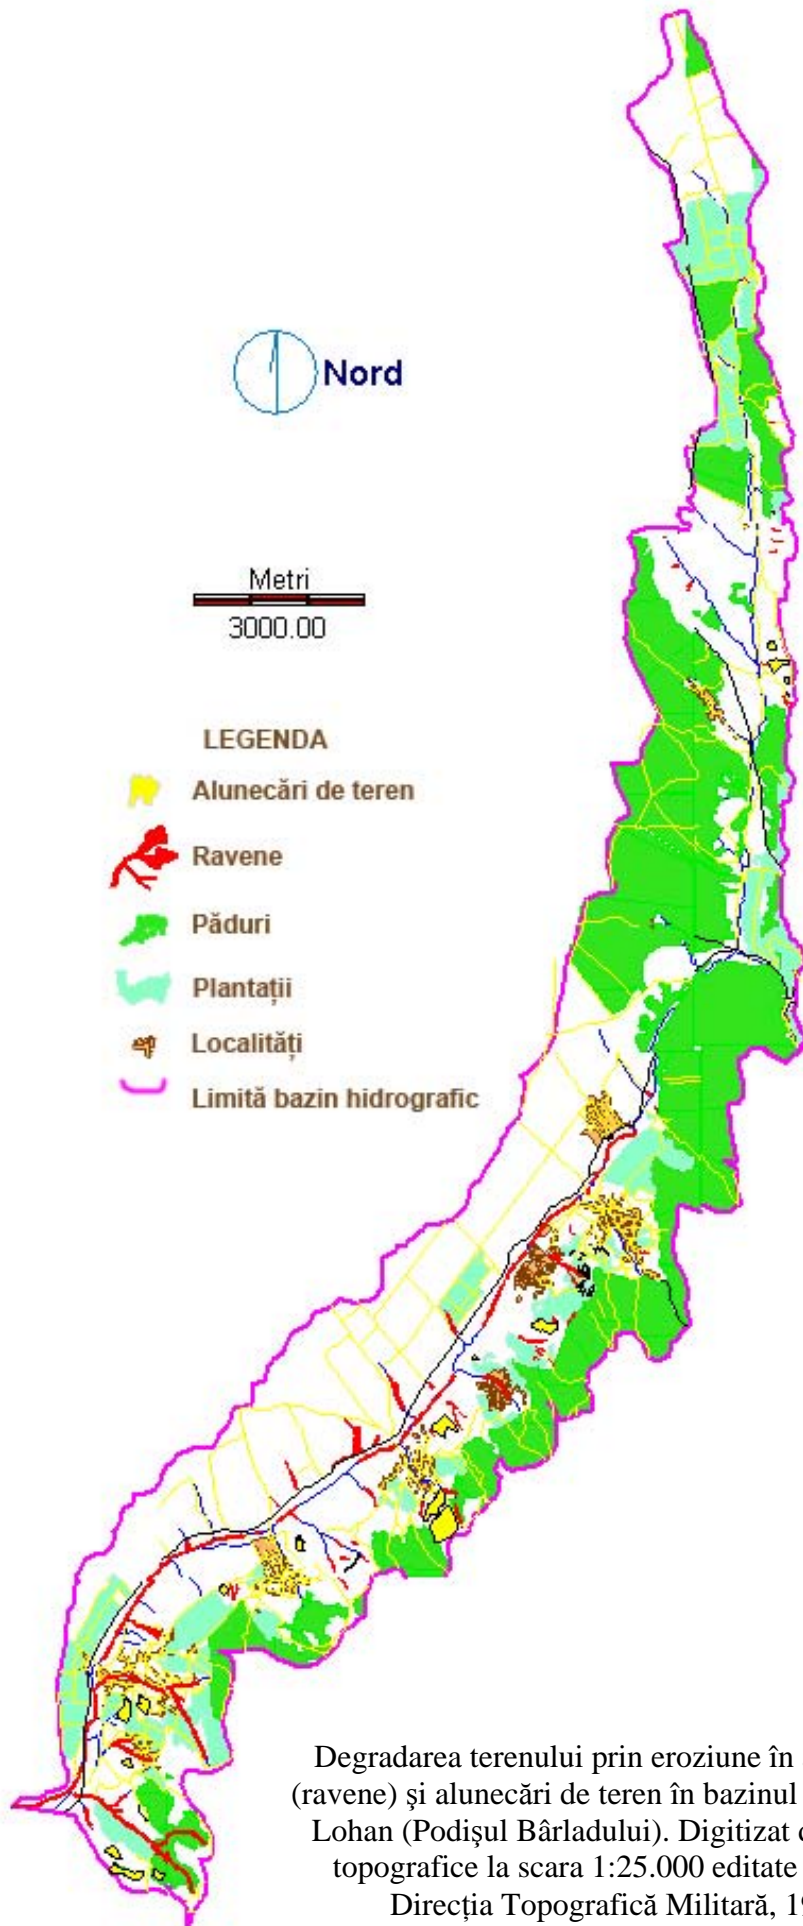 Nord
Metri
3000.00
LEGENDA
Alunecări de teren
Ravene
Păduri
Plantații
Localități
Limită bazin hidrografic
Degradarea terenului prin eroziune în
(ravene) şi alunecări de teren în bazinul
Lohan (Podişul Bârladului). Digitizat
topografice la scara 1:25.000 editate
Direcția Topografică Militară,